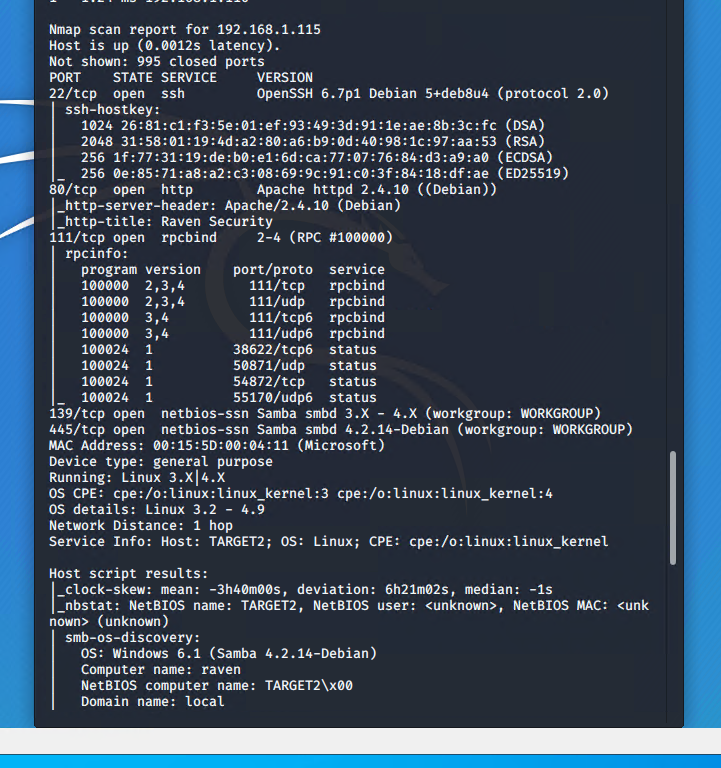 Nmap scan report for 192.168.1.115
Host is up (0.0012s latency).
Not shown: 995 closed ports
PORT    STATE SERVICE     VERSION
22/tcp  open  ssh         OpenSSH 6.7p1 Debian 5+deb8u4 (protocol 2.0)
| ssh-hostkey:
|   1024 26:81:c1:f3:5e:01:ef:93:49:3d:91:1e:ae:8b:3c:fc (DSA)
|   2048 31:58:01:19:4d:a2:80:a6:b9:0d:40:98:1c:97:aa:53 (RSA)
|   256 1f:77:31:19:de:b0:e1:6d:ca:77:07:76:84:d3:a9:a0 (ECDSA)
|_  256 0e:85:71:a8:a2:c3:08:69:9c:91:c0:3f:84:18:df:ae (ED25519)
80/tcp  open  http        Apache httpd 2.4.10 ((Debian))
|_http-server-header: Apache/2.4.10 (Debian)
|_http-title: Raven Security
111/tcp open  rpcbind     2-4 (RPC #100000)
| rpcinfo:
|   program version    port/proto  service
|   100000  2,3,4        111/tcp   rpcbind
|   100000  2,3,4        111/udp   rpcbind
|   100000  3,4          111/tcp6  rpcbind
|   100000  3,4          111/udp6  rpcbind
|   100024  1          38622/tcp6  status
|   100024  1          50871/udp   status
|   100024  1          54872/tcp   status
|_  100024  1          55170/udp6  status
139/tcp open  netbios-ssn Samba smbd 3.X - 4.X (workgroup: WORKGROUP)
445/tcp open  netbios-ssn Samba smbd 4.2.14-Debian (workgroup: WORKGROUP)
MAC Address: 00:15:5D:00:04:11 (Microsoft)
Device type: general purpose
Running: Linux 3.X|4.X
OS CPE: cpe:/o:linux:linux_kernel:3 cpe:/o:linux:linux_kernel:4
OS details: Linux 3.2 - 4.9
Network Distance: 1 hop
Service Info: Host: TARGET2; OS: Linux; CPE: cpe:/o:linux:linux_kernel
Host script results:
|_clock-skew: mean: -3h40m00s, deviation: 6h21m02s, median: -1s
|_nbstat: NetBIOS name: TARGET2, NetBIOS user: <unknown>, NetBIOS MAC: <unk
nown> (unknown)
| smb-os-discovery:
|   OS: Windows 6.1 (Samba 4.2.14-Debian)
|   Computer name: raven
|   NetBIOS computer name: TARGET2\x00
|   Domain name: local